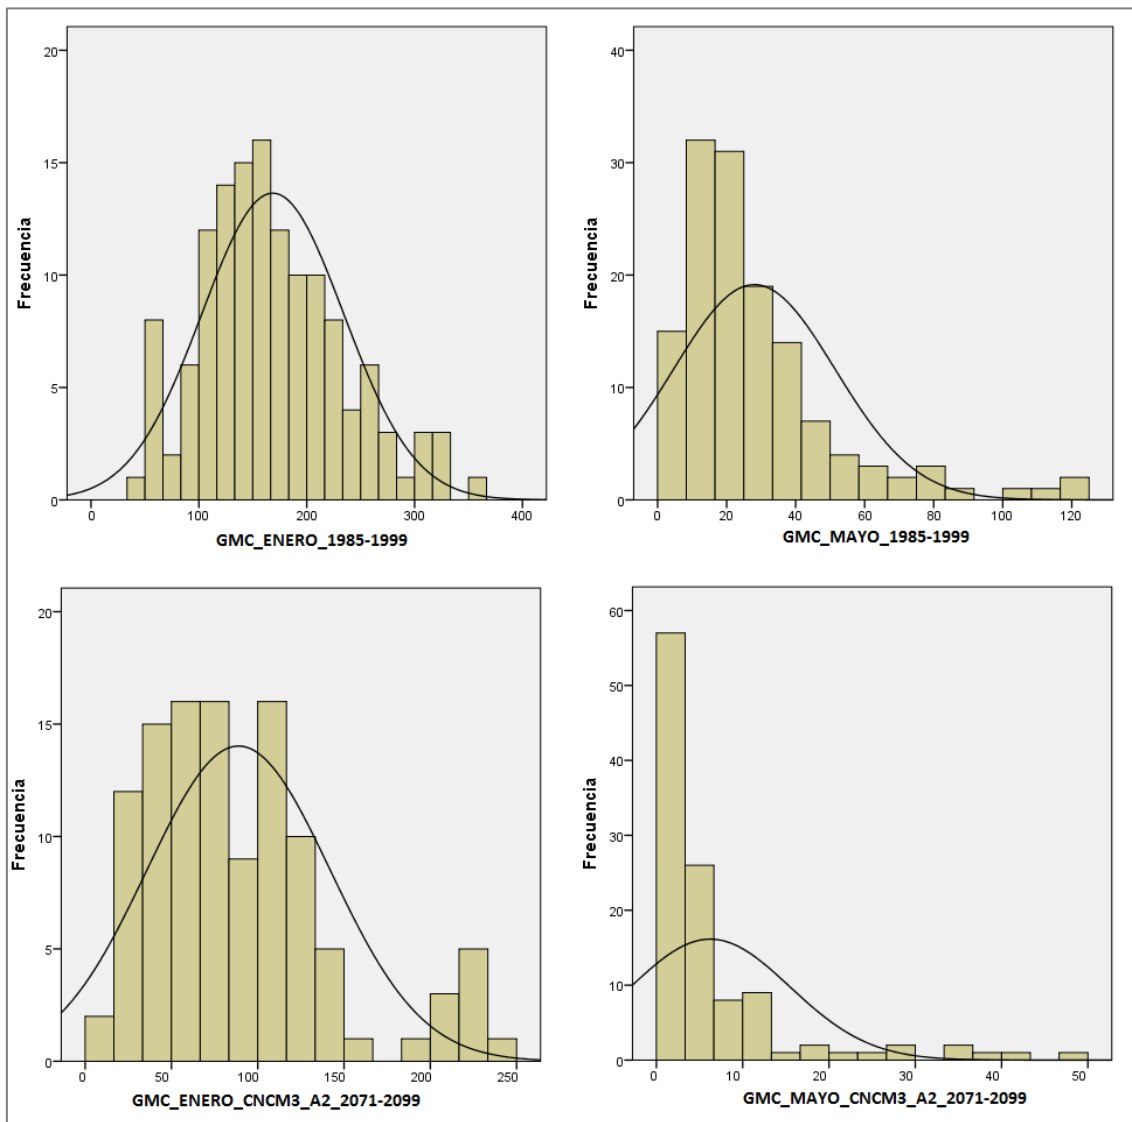 20
15
10
5
0
Frecuencia
0 100 200 300 400
GMC_ENERO_1985-1999
40
30
20
10
0
Frecuencia
0 20 40 60 80 100 120
GMC_MAYO_1985-1999
20
15
10
5
0
Frecuencia
0 50 100 150 200 250
GMC_ENERO_CNCM3_A2_2071-2099
60
50
40
30
20
10
0
Frecuencia
0 10 20 30 40 50
GMC_MAYO_CNCM3_A2_2071-2099